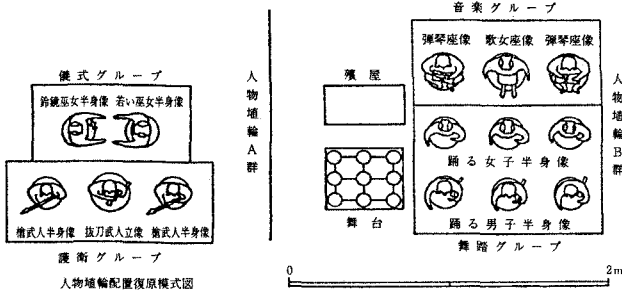 儀式グループ
鈴鏡巫女半身像 若い巫女半身像
槍武人半身像 抜刀武人立像 槍武人半身像
護衛グループ
人物埴輪配置復原模式図
人物埴輪A群
音楽グループ
弾琴座像 歌女座像 弾琴座像
殯屋
舞台
踊る女子半身像
踊る男子半身像
舞踏グループ
人物埴輪B群
0 2m